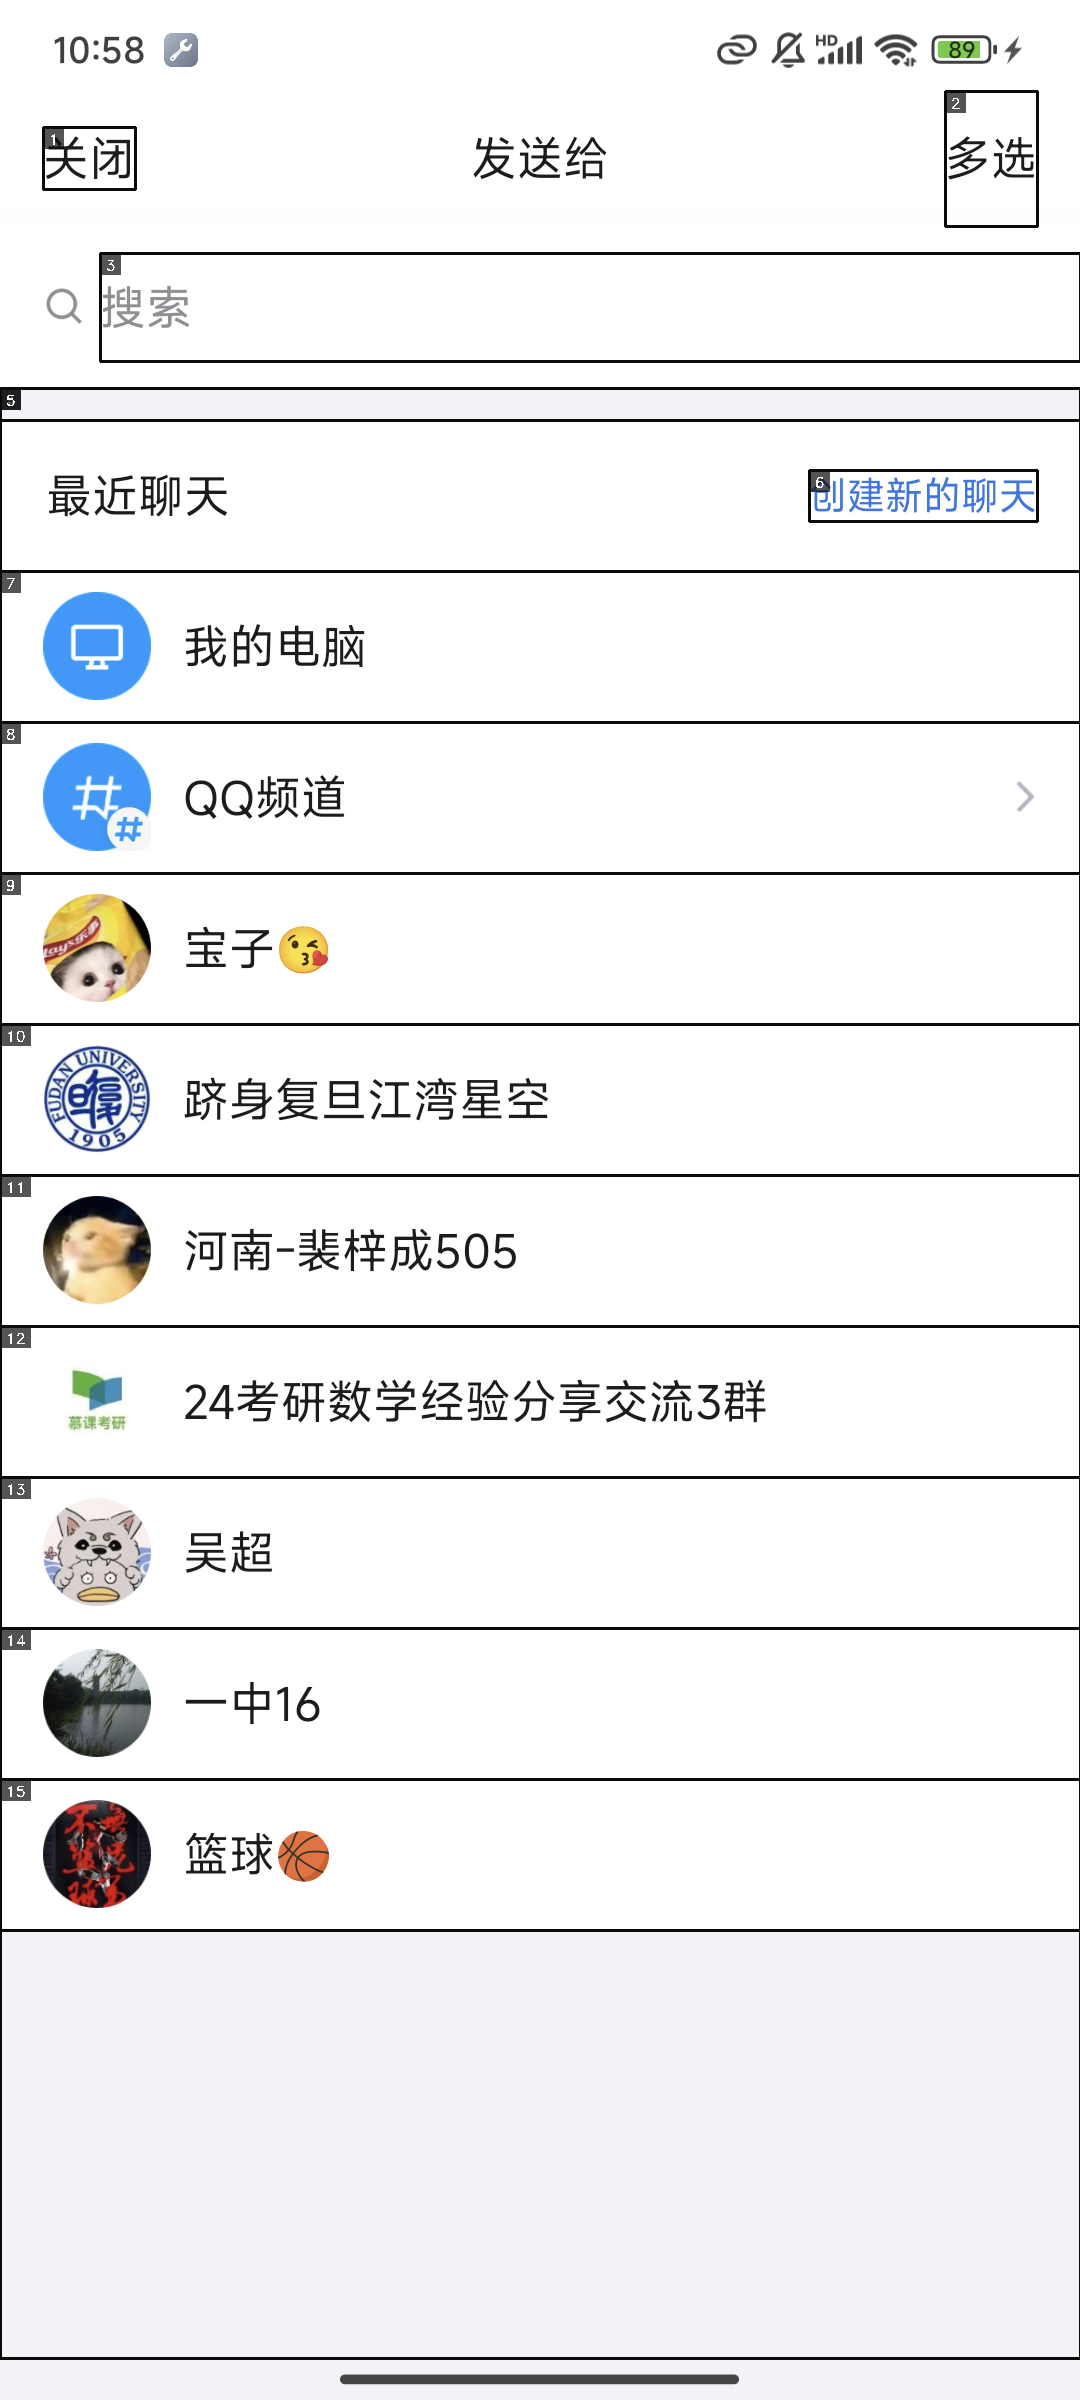 10:58
HD
89
1
关闭
发送给
2
多选
3
搜索
5
最近聊天
6
创建新的聊天
7
我的电脑
8
QQ频道
9
Lay's乐事
宝子😘
10
FUDAN UNIVERSITY
1905
跻身复旦江湾星空
11
河南-裴梓成505
12
慕课考研
24考研数学经验分享交流3群
13
吴超
14
一中16
15
篮球🏀